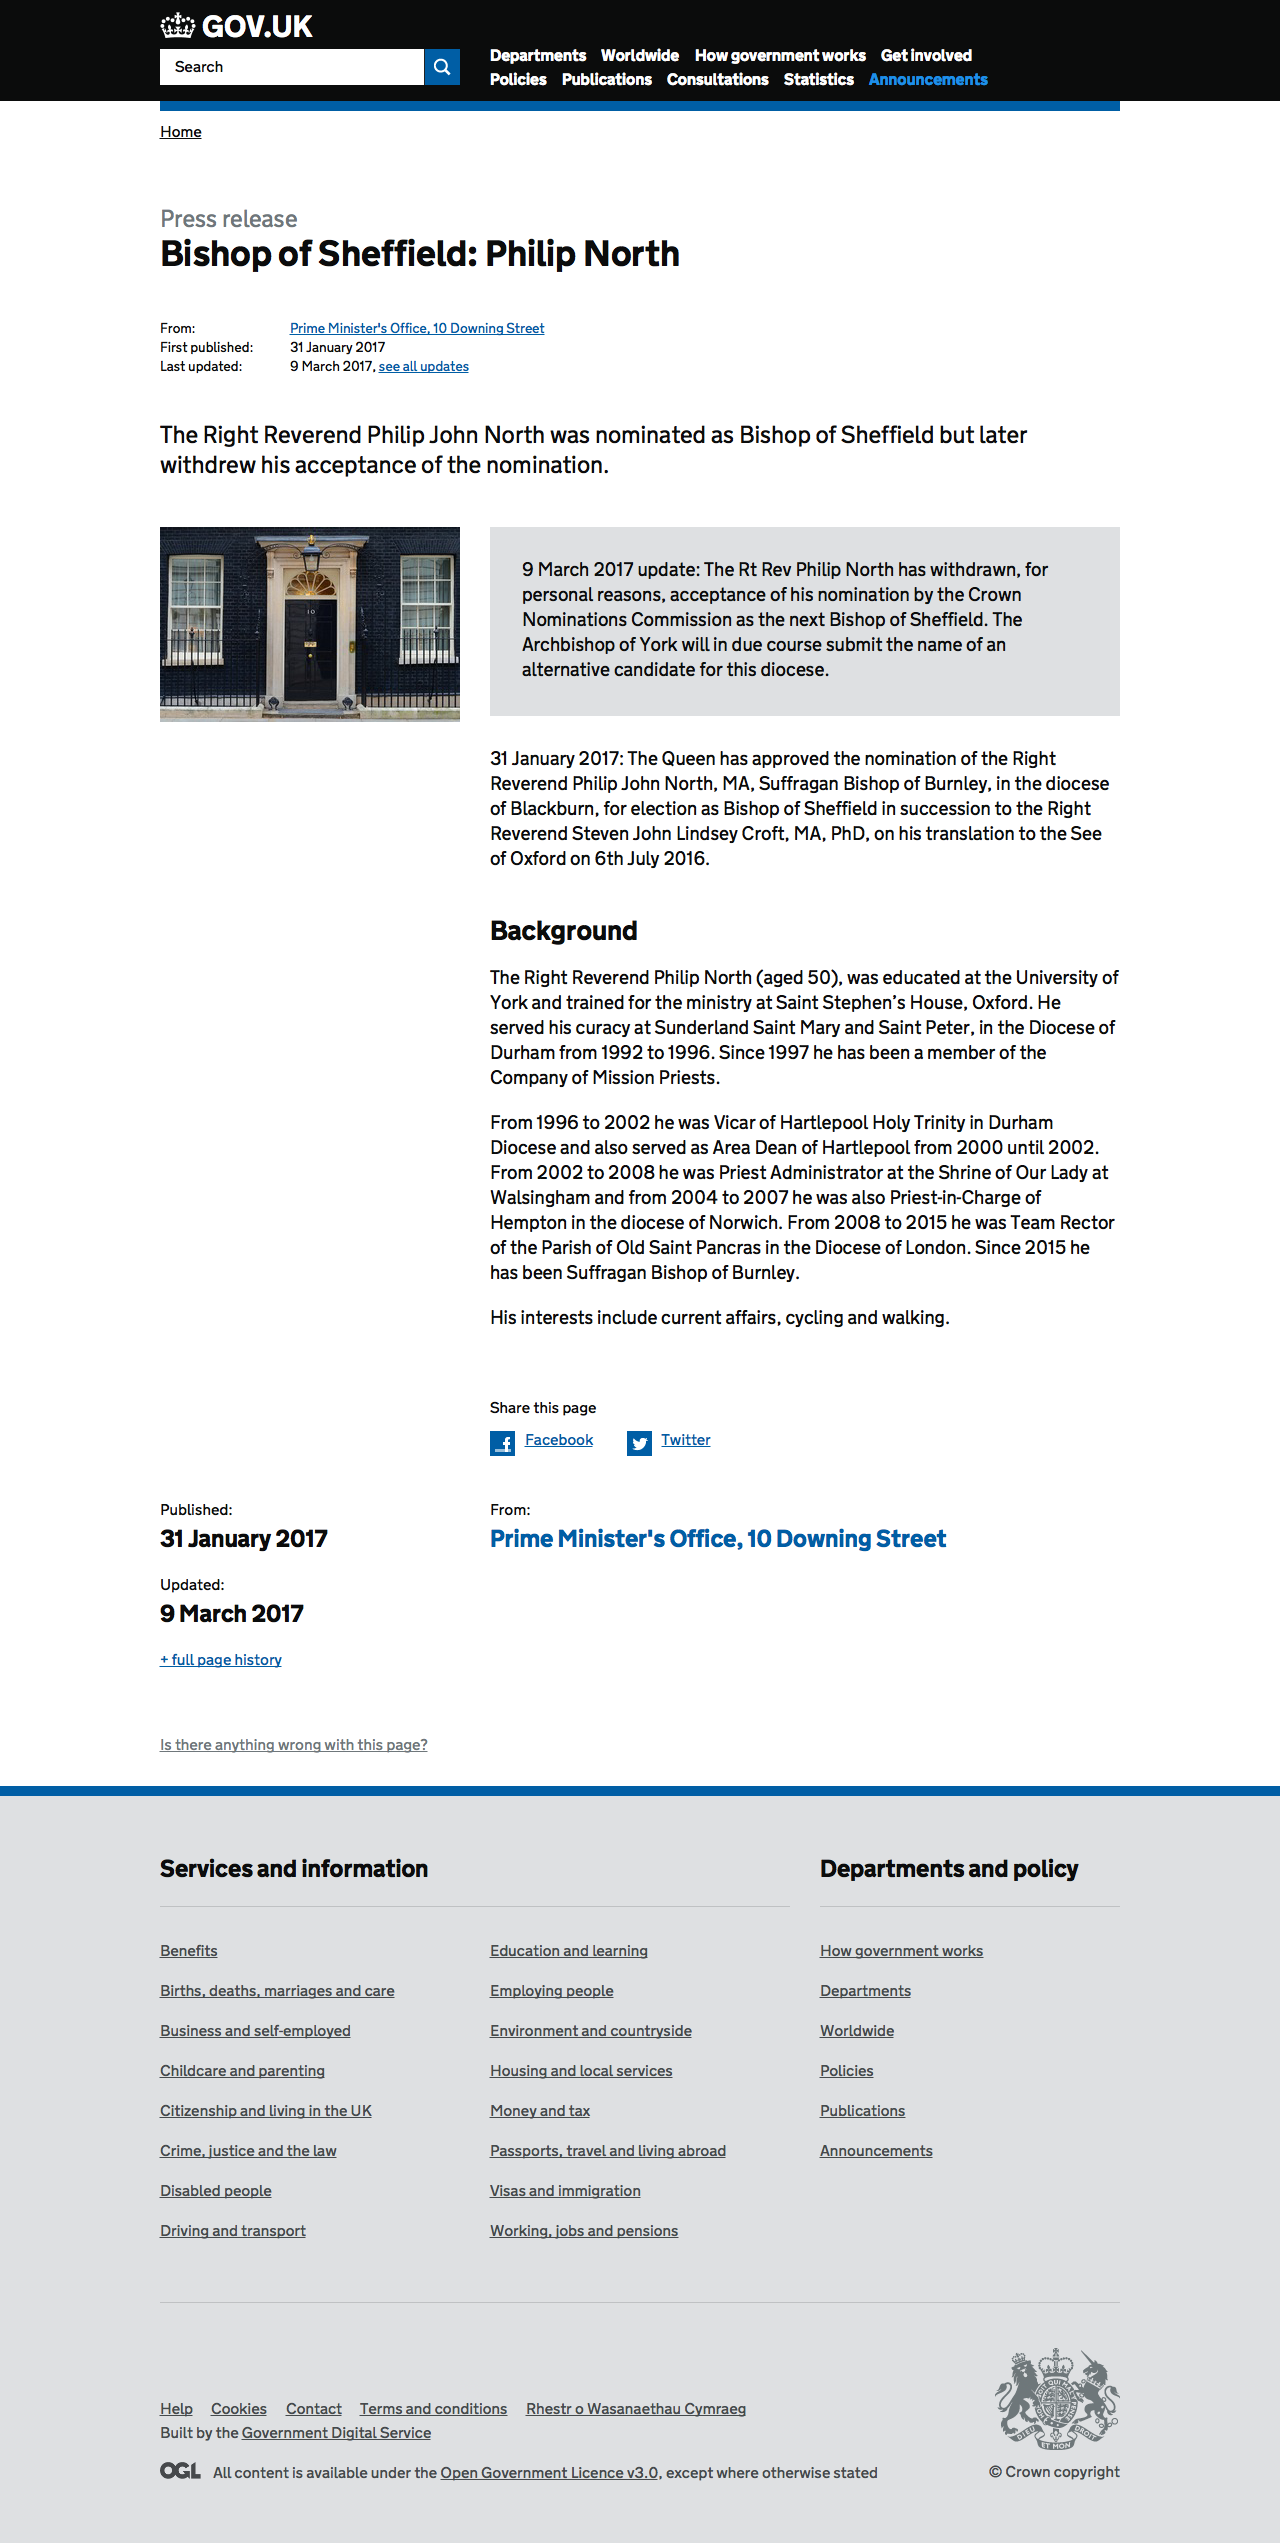 GOV.UK
Search
Departments Worldwide How government works Get involved
Policies Publications Consultations Statistics Announcements
Home
Press release
Bishop of Sheffield: Philip North
From: Prime Minister's Office, 10 Downing Street
First published: 31 January 2017
Last updated: 9 March 2017, see all updates
The Right Reverend Philip John North was nominated as Bishop of Sheffield but later
withdrew his acceptance of the nomination.
10
9 March 2017 update: The Rt Rev Philip North has withdrawn, for
personal reasons, acceptance of his nomination by the Crown
Nominations Commission as the next Bishop of Sheffield. The
Archbishop of York will in due course submit the name of an
alternative candidate for this diocese.
31 January 2017: The Queen has approved the nomination of the Right
Reverend Philip John North, MA, Suffragan Bishop of Burnley, in the diocese
of Blackburn, for election as Bishop of Sheffield in succession to the Right
Reverend Steven John Lindsey Croft, MA, PhD, on his translation to the See
of Oxford on 6th July 2016.
Background
The Right Reverend Philip North (aged 50), was educated at the University of
York and trained for the ministry at Saint Stephen’s House, Oxford. He
served his curacy at Sunderland Saint Mary and Saint Peter, in the Diocese of
Durham from 1992 to 1996. Since 1997 he has been a member of the
Company of Mission Priests.
From 1996 to 2002 he was Vicar of Hartlepool Holy Trinity in Durham
Diocese and also served as Area Dean of Hartlepool from 2000 until 2002.
From 2002 to 2008 he was Priest Administrator at the Shrine of Our Lady at
Walsingham and from 2004 to 2007 he was also Priest-in-Charge of
Hempton in the diocese of Norwich. From 2008 to 2015 he was Team Rector
of the Parish of Old Saint Pancras in the Diocese of London. Since 2015 he
has been Suffragan Bishop of Burnley.
His interests include current affairs, cycling and walking.
Share this page
Facebook Twitter
Published:
31 January 2017
Updated:
9 March 2017
+ full page history
From:
Prime Minister's Office, 10 Downing Street
Is there anything wrong with this page?
Services and information
Benefits
Births, deaths, marriages and care
Business and self-employed
Childcare and parenting
Citizenship and living in the UK
Crime, justice and the law
Disabled people
Driving and transport
Education and learning
Employing people
Environment and countryside
Housing and local services
Money and tax
Passports, travel and living abroad
Visas and immigration
Working, jobs and pensions
Departments and policy
How government works
Departments
Worldwide
Policies
Publications
Announcements
Help Cookies Contact Terms and conditions Rhestr o Wasanaethau Cymraeg
Built by the Government Digital Service
OGL All content is available under the Open Government Licence v3.0, except where otherwise stated
DIEU ET MON DROIT
© Crown copyright